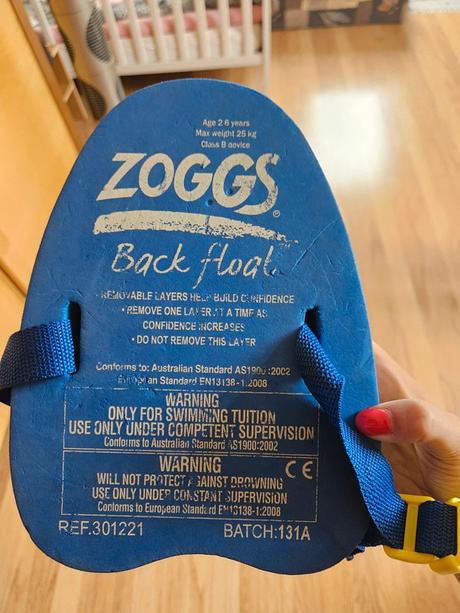 Age 2 6 years
Max weight 25 kg
Class B device
ZOGGS®
Back float™
• REMOVABLE LAYERS HELP BUILD CONFIDENCE
• REMOVE ONE LAYER AT A TIME AS
CONFIDENCE INCREASES
• DO NOT REMOVE THIS LAYER
Conforms to: Australian Standard AS1900:2002
European Standard EN13138-1:2008
WARNING
ONLY FOR SWIMMING TUITION
USE ONLY UNDER COMPETENT SUPERVISION
Conforms to Australian Standard AS1900:2002
WARNING CE
WILL NOT PROTECT AGAINST DROWNING
USE ONLY UNDER CONSTANT SUPERVISION
Conforms to European Standard EN13138-1:2008
REF.301221 BATCH:131A